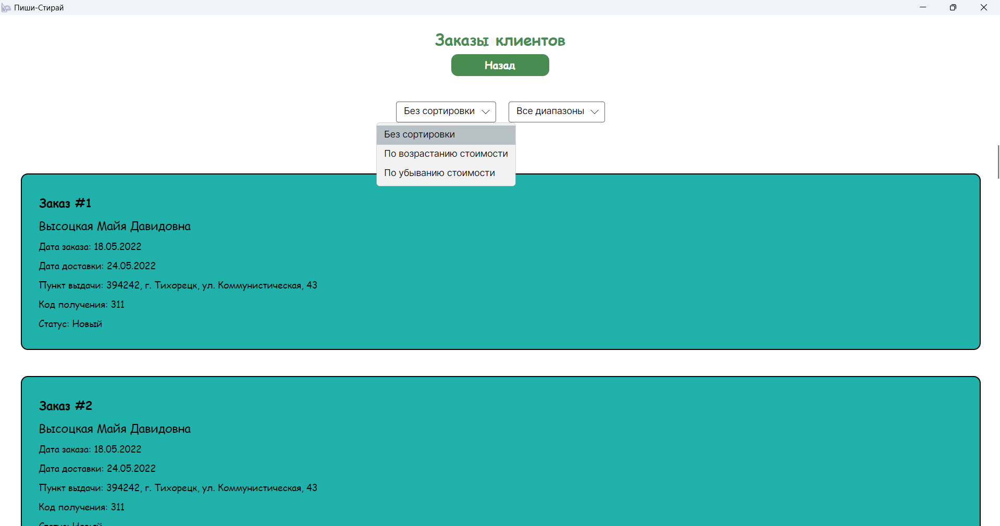 Пиши-Стирай
Заказы клиентов
Назад
Без сортировки
Все диапазоны
Без сортировки
По возрастанию стоимости
По убыванию стоимости
Заказ #1
Высоцкая Майя Давидовна
Дата заказа: 18.05.2022
Дата доставки: 24.05.2022
Пункт выдачи: 394242, г. Тихорецк, ул. Коммунистическая, 43
Код получения: 311
Статус: Новый
Заказ #2
Высоцкая Майя Давидовна
Дата заказа: 18.05.2022
Дата доставки: 24.05.2022
Пункт выдачи: 394242, г. Тихорецк, ул. Коммунистическая, 43
Код получения: 311
Статус: Новый